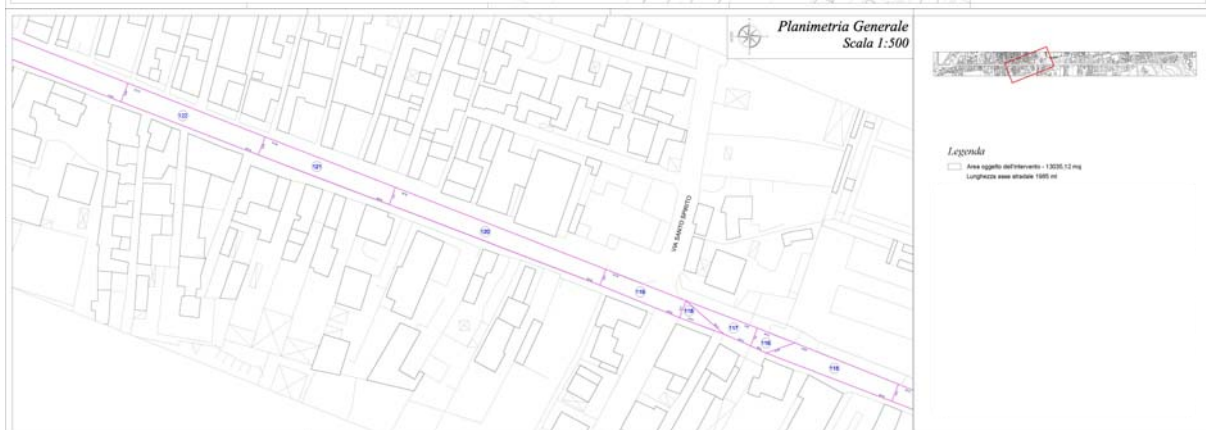 Planimetria Generale
Scala 1:500
Legenda
Area oggetto dell'intervento - 13035,12 mq
Lunghezza asse stradale 1985 ml
VIA SANTO SPIRITO
122
121
120
119
118
117
116
115